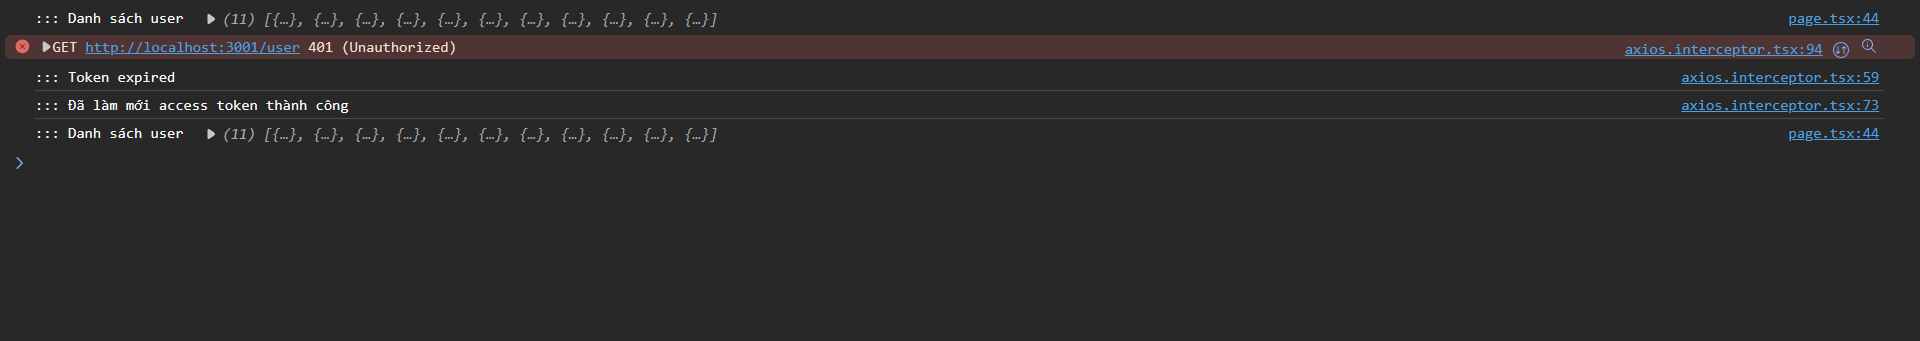 ::: Danh sách user (11) [{…}, {…}, {…}, {…}, {…}, {…}, {…}, {…}, {…}, {…}, {…}] page.tsx:44
GET http://localhost:3001/user 401 (Unauthorized) axios.interceptor.tsx:94
::: Token expired axios.interceptor.tsx:59
::: Đã làm mới access token thành công axios.interceptor.tsx:73
::: Danh sách user (11) [{…}, {…}, {…}, {…}, {…}, {…}, {…}, {…}, {…}, {…}, {…}] page.tsx:44